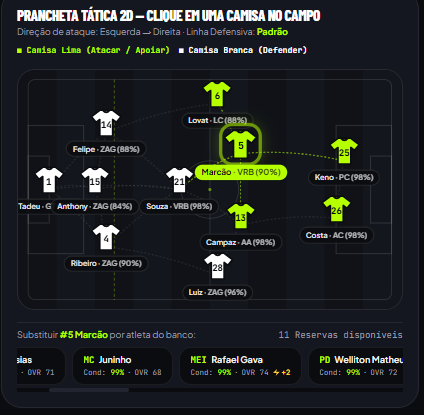 PRANCHETA TÁTICA 2D — CLIQUE EM UMA CAMISA NO CAMPO
Direção de ataque: Esquerda → Direita · Linha Defensiva: Padrão
■ Camisa Lima (Atacar / Apoiar) ■ Camisa Branca (Defender)
6
Lovat · LC (88%)
14
Felipe · ZAG (88%)
5
Marcão · VRB (90%)
25
Keno · PC (98%)
1
Tadeu · G
15
Anthony · ZAG (84%)
21
Souza · VRB (98%)
13
Campaz · AA (98%)
26
Costa · AC (98%)
4
Ribeiro · ZAG (90%)
28
Luiz · ZAG (96%)
Substituir #5 Marcão por atleta do banco: 11 Reservas disponíveis
sias
· OVR 71
MC Juninho
Cond: 99% · OVR 68
MEI Rafael Gava
Cond: 99% · OVR 74 ⚡+2
PD Welliton Matheu
Cond: 99% · OVR 72